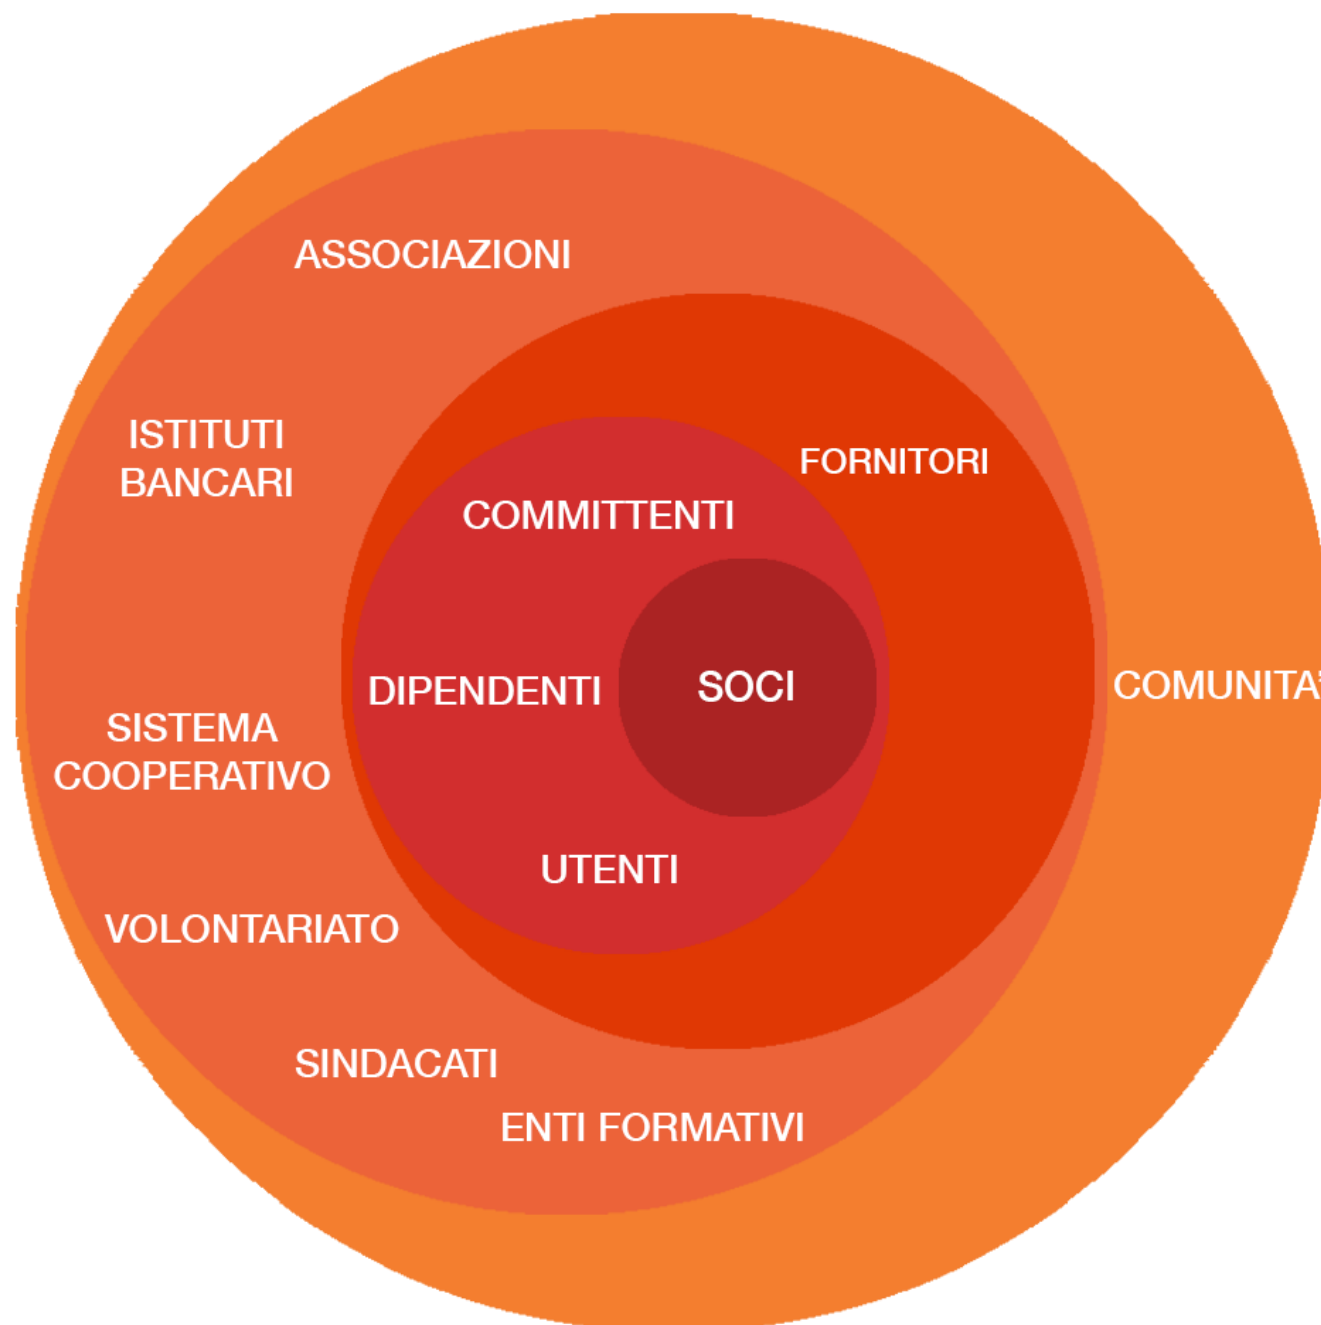 ASSOCIAZIONI
ISTITUTI
BANCARI
FORNITORI
COMMITTENTI
DIPENDENTI
SOCI
COMUNITA'
SISTEMA
COOPERATIVO
UTENTI
VOLONTARIATO
SINDACATI
ENTI FORMATIVI